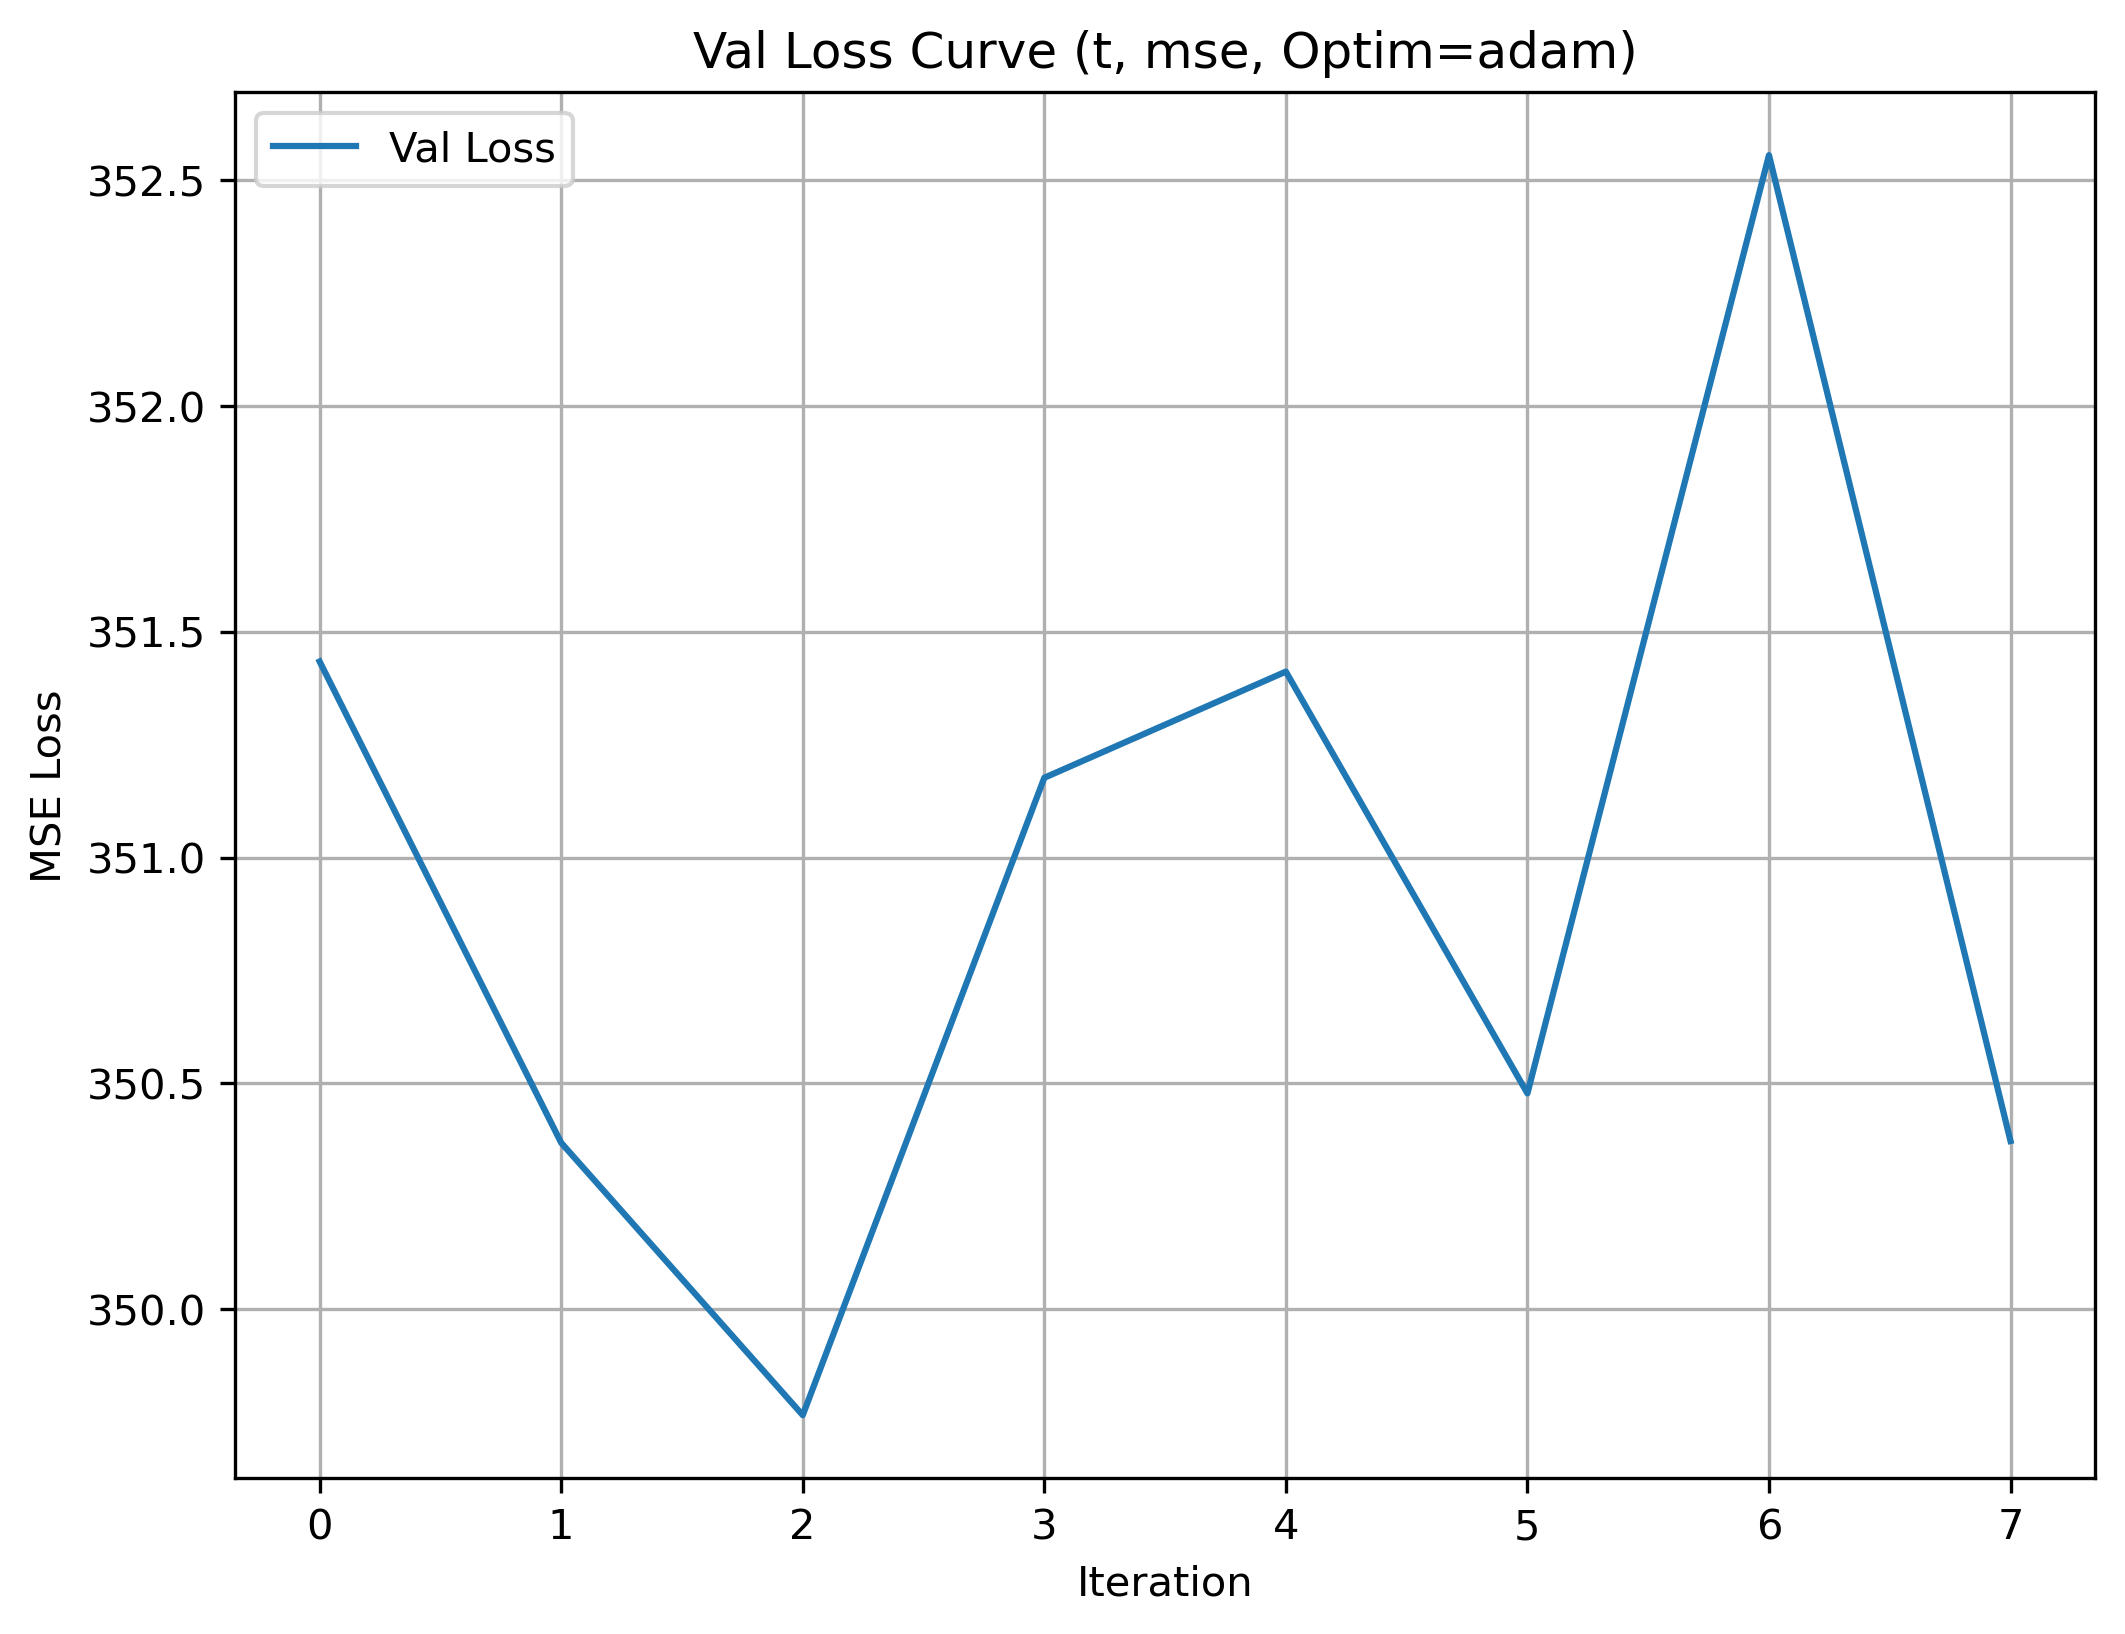 Val Loss Curve (t, mse, Optim=adam)
Val Loss
352.5
352.0
351.5
351.0
350.5
350.0
MSE Loss
0 1 2 3 4 5 6 7
Iteration